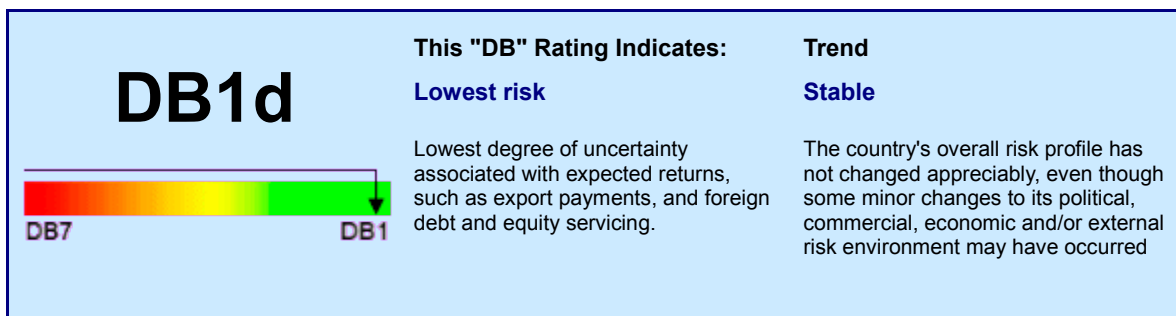 DB1d
DB7
DB1
This "DB" Rating Indicates:
Lowest risk
Lowest degree of uncertainty
associated with expected returns,
such as export payments, and foreign
debt and equity servicing.
Trend
Stable
The country's overall risk profile has
not changed appreciably, even though
some minor changes to its political,
commercial, economic and/or external
risk environment may have occurred